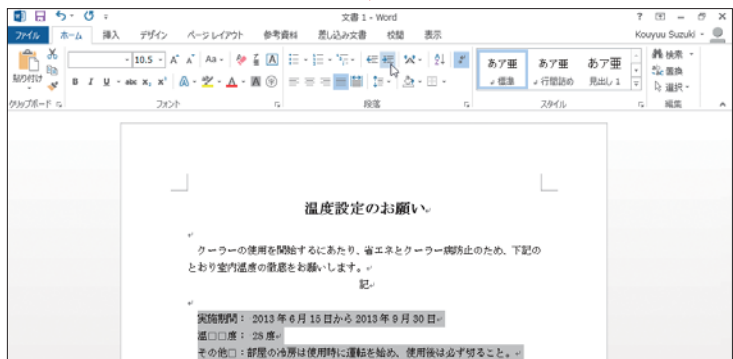 文書 1 - Word
ファイル ホーム 挿入 デザイン ページ レイアウト 参考資料 差し込み文書 校閲 表示 Kouyuu Suzuki
10.5 A A Aa A
貼り付け B I U abc x₂ x² A A A
あア亜 あア亜 あア亜
標準 行間詰め 見出し 1
検索
置換
選択
クリップボード フォント 段落 スタイル 編集
温度設定のお願い
クーラーの使用を開始するにあたり、省エネとクーラー病防止のため、下記の
とおり室内温度の徹底をお願いします。
記
実施期間: 2013 年 6 月 15 日から 2013 年 9 月 30 日
温□□度: 28 度
その他□:部屋の冷房は使用時に運転を始め、使用後は必ず切ること。